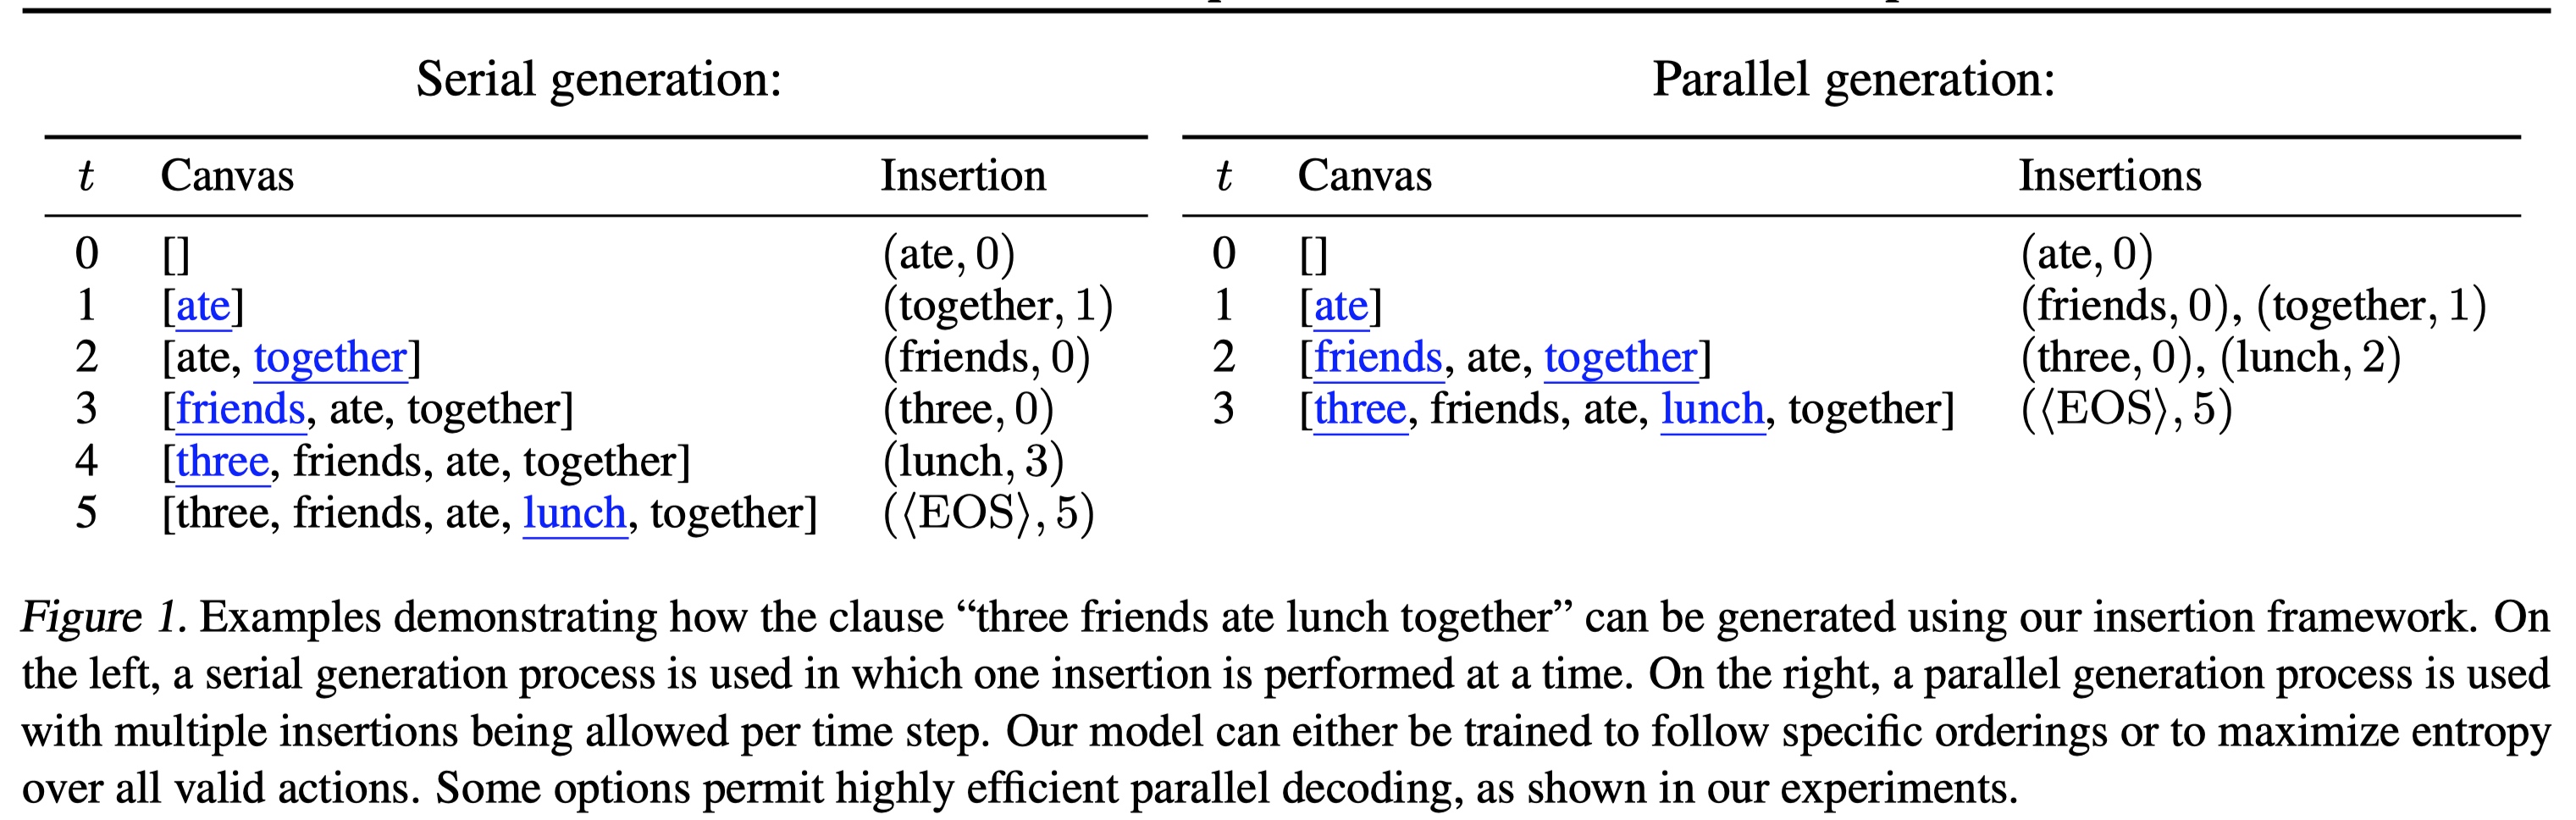 Serial generation:
t Canvas Insertion
0 [] (ate, 0)
1 [ate] (together, 1)
2 [ate, together] (friends, 0)
3 [friends, ate, together] (three, 0)
4 [three, friends, ate, together] (lunch, 3)
5 [three, friends, ate, lunch, together] (⟨EOS⟩, 5)
Parallel generation:
t Canvas Insertions
0 [] (ate, 0)
1 [ate] (friends, 0), (together, 1)
2 [friends, ate, together] (three, 0), (lunch, 2)
3 [three, friends, ate, lunch, together] (⟨EOS⟩, 5)
Figure 1. Examples demonstrating how the clause “three friends ate lunch together” can be generated using our insertion framework. On
the left, a serial generation process is used in which one insertion is performed at a time. On the right, a parallel generation process is used
with multiple insertions being allowed per time step. Our model can either be trained to follow specific orderings or to maximize entropy
over all valid actions. Some options permit highly efficient parallel decoding, as shown in our experiments.